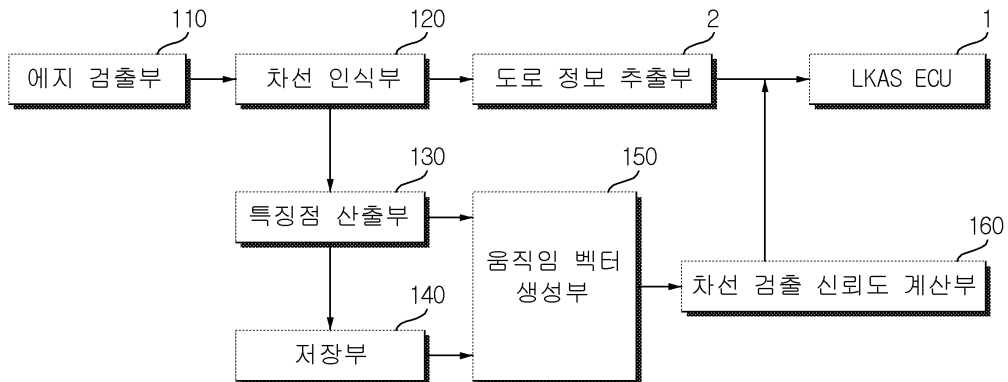 110
120
2
1
에지 검출부
차선 인식부
도로 정보 추출부
LKAS ECU
130
150
특징점 산출부
160
움직임 벡터
생성부
차선 검출 신뢰도 계산부
140
저장부